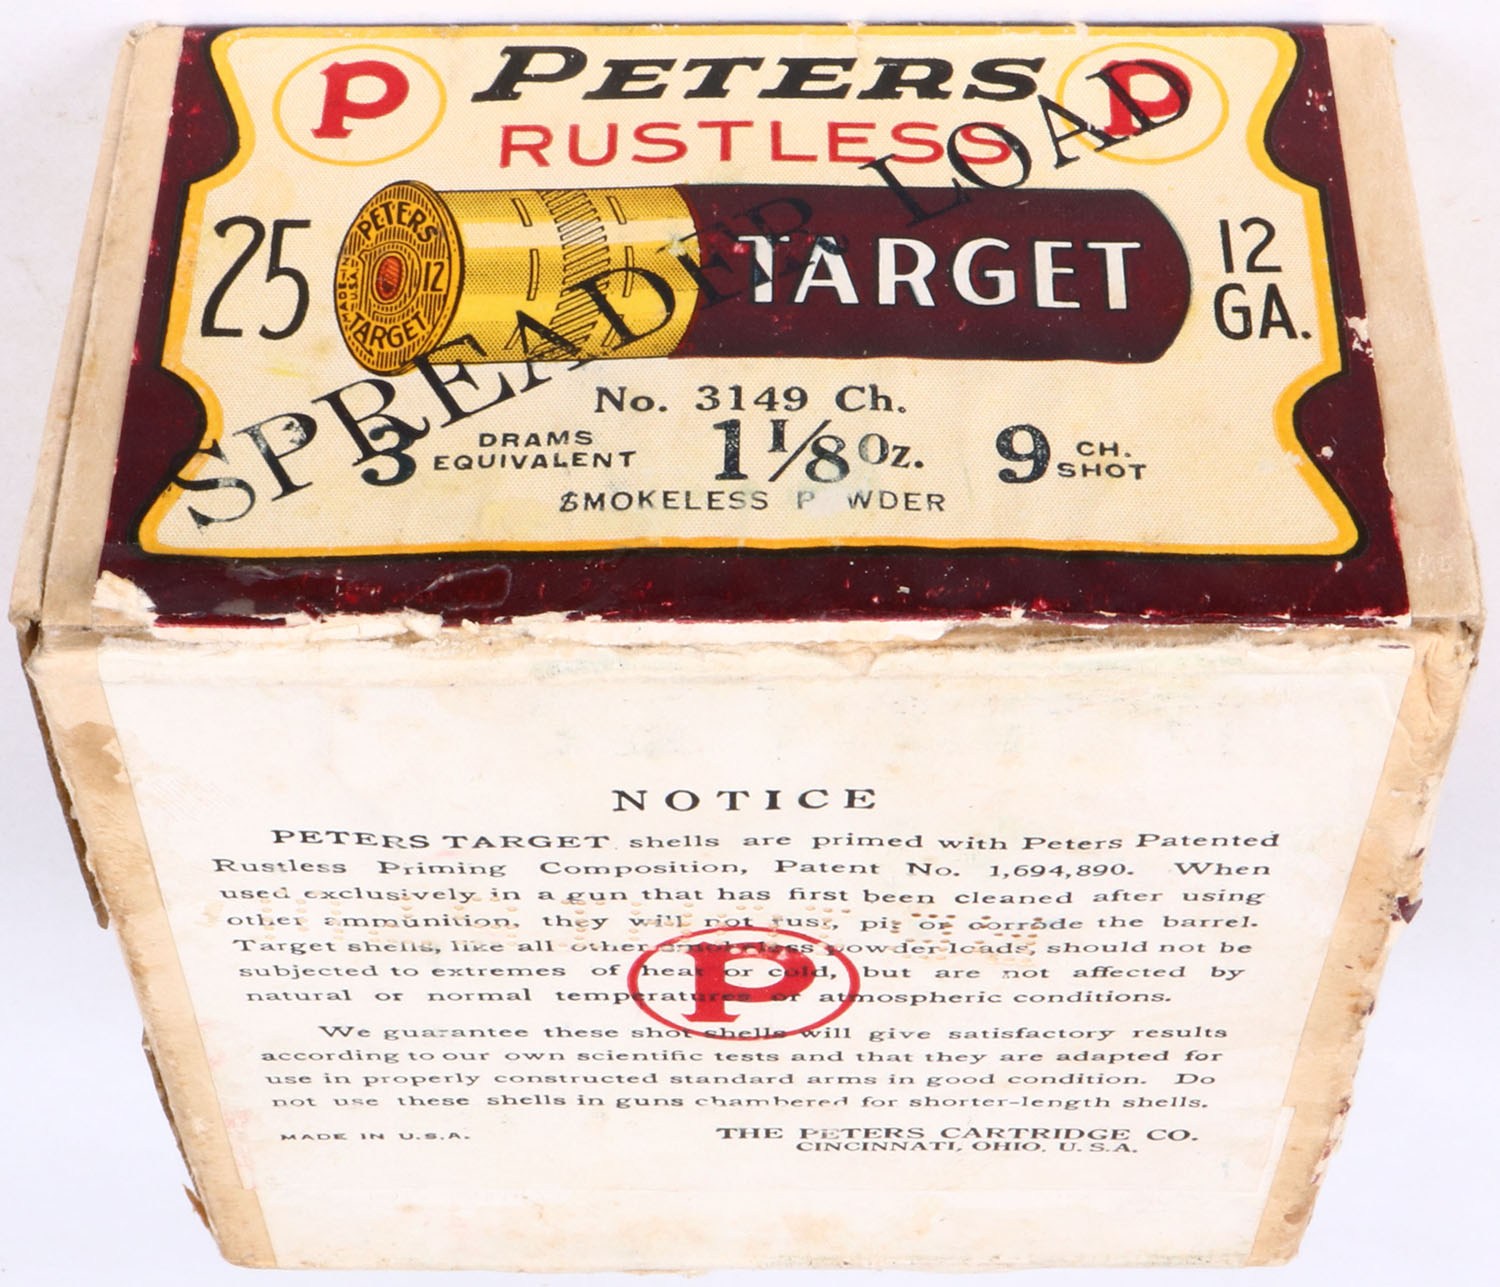 P PETERS P
RUSTLESS
SPREADER LOAD
25
PETERS
12
MADE IN U.S.A.
TARGET
TARGET
12
GA.
No. 3149 Ch.
3 DRAMS EQUIVALENT 1 1/8 Oz. 9 CH. SHOT
SMOKELESS P WDER
NOTICE
PETERS TARGET shells are primed with Peters Patented
Rustless Priming Composition, Patent No. 1,694,890. When
used exclusively in a gun that has first been cleaned after using
other ammunition, they will not rust, pit or corrode the barrel.
Target shells, like all other smokeless powder loads, should not be
subjected to extremes of heat or cold, but are not affected by
natural or normal temperatures or atmospheric conditions.
P
We guarantee these shot shells will give satisfactory results
according to our own scientific tests and that they are adapted for
use in properly constructed standard arms in good condition. Do
not use these shells in guns chambered for shorter-length shells.
MADE IN U.S.A. THE PETERS CARTRIDGE CO.
CINCINNATI, OHIO, U.S.A.